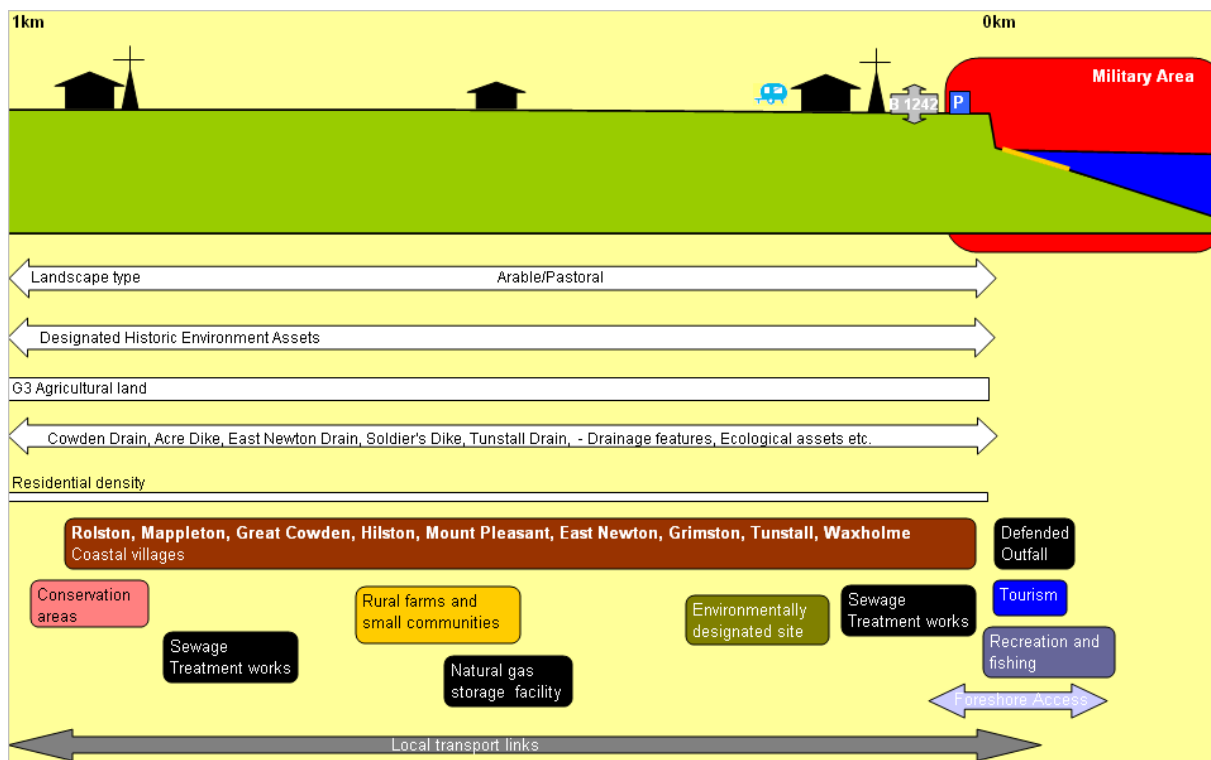 1km
0km
Military Area
B 1242
P
Landscape type
Arable/Pastoral
Designated Historic Environment Assets
G3 Agricultural land
Cowden Drain, Acre Dike, East Newton Drain, Soldier's Dike, Tunstall Drain, - Drainage features, Ecological assets etc.
Residential density
Rolston, Mappleton, Great Cowden, Hilston, Mount Pleasant, East Newton, Grimston, Tunstall, Waxholme
Coastal villages
Defended
Outfall
Conservation
areas
Rural farms and
small communities
Environmentally
designated site
Sewage
Treatment works
Tourism
Sewage
Treatment works
Natural gas
storage facility
Recreation and
fishing
Foreshore Access
Local transport links